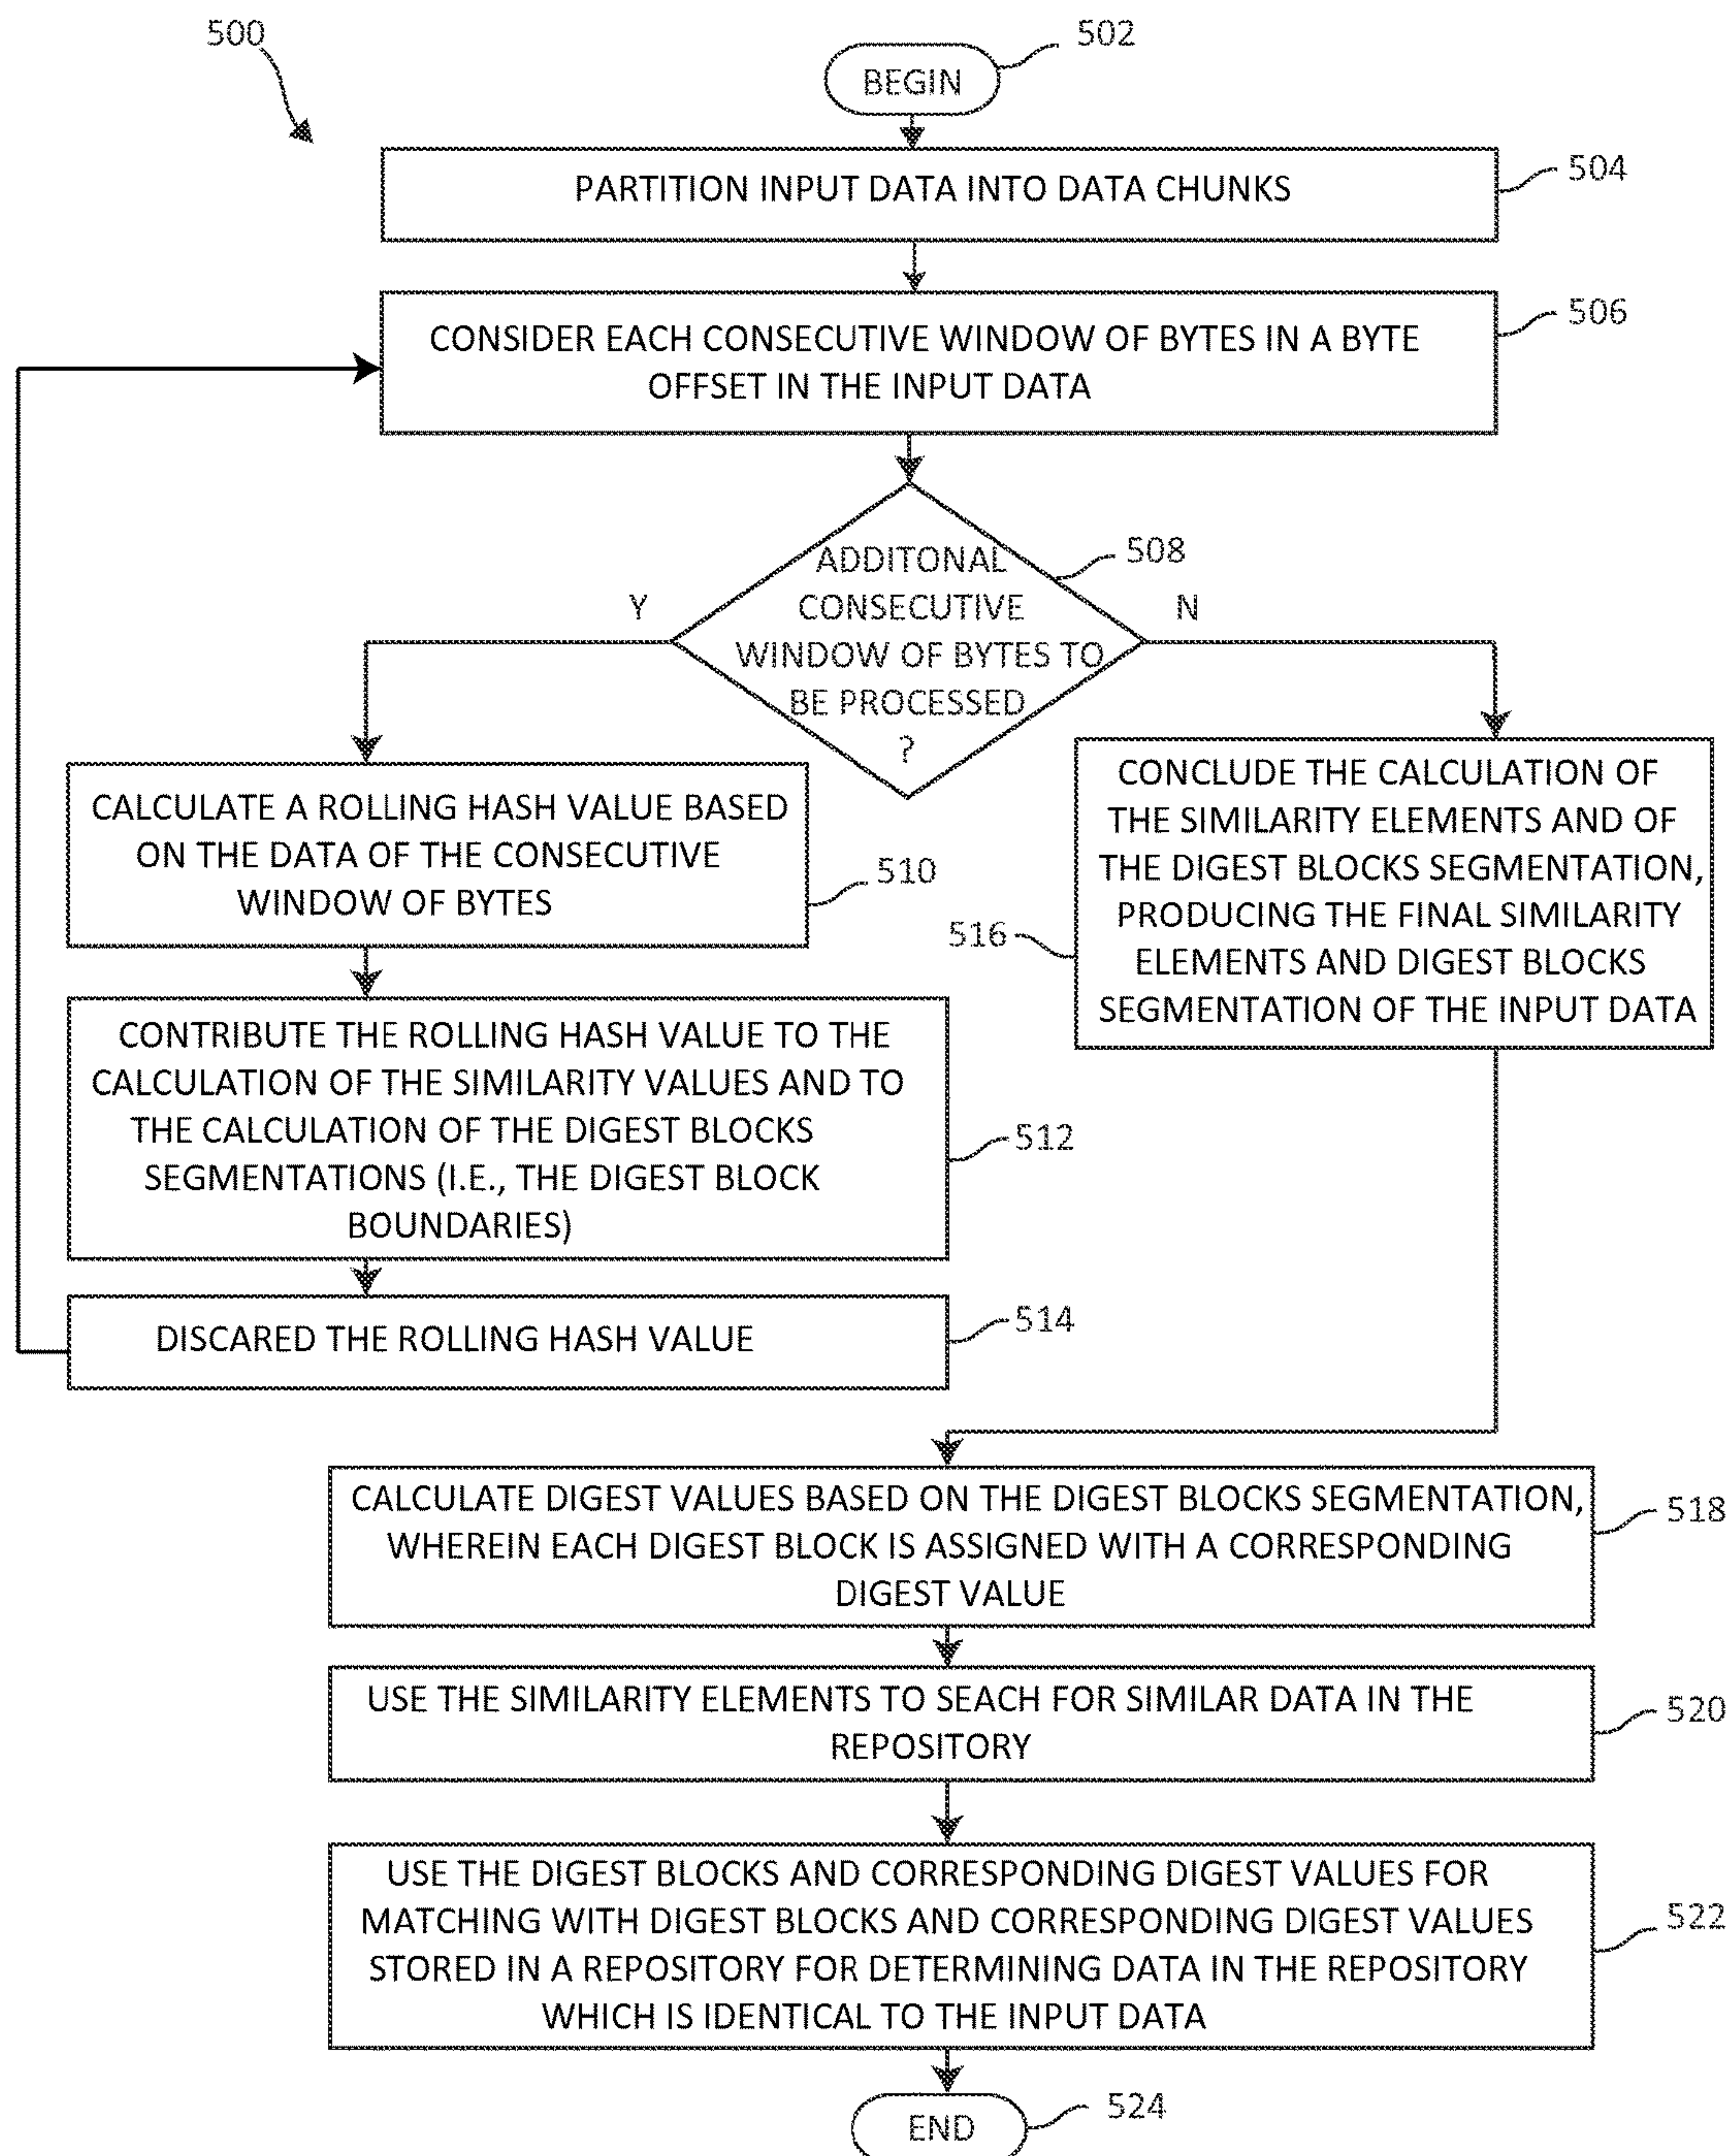 500
502
BEGIN
PARTITION INPUT DATA INTO DATA CHUNKS
504
CONSIDER EACH CONSECUTIVE WINDOW OF BYTES IN A BYTE
OFFSET IN THE INPUT DATA
506
ADDITONAL
CONSECUTIVE
WINDOW OF BYTES TO
BE PROCESSED
?
508
Y
N
CALCULATE A ROLLING HASH VALUE BASED
ON THE DATA OF THE CONSECUTIVE
WINDOW OF BYTES
510
CONTRIBUTE THE ROLLING HASH VALUE TO THE
CALCULATION OF THE SIMILARITY VALUES AND TO
THE CALCULATION OF THE DIGEST BLOCKS
SEGMENTATIONS (I.E., THE DIGEST BLOCK
BOUNDARIES)
512
DISCARED THE ROLLING HASH VALUE
514
CONCLUDE THE CALCULATION OF
THE SIMILARITY ELEMENTS AND OF
THE DIGEST BLOCKS SEGMENTATION,
PRODUCING THE FINAL SIMILARITY
ELEMENTS AND DIGEST BLOCKS
SEGMENTATION OF THE INPUT DATA
516
CALCULATE DIGEST VALUES BASED ON THE DIGEST BLOCKS SEGMENTATION,
WHEREIN EACH DIGEST BLOCK IS ASSIGNED WITH A CORRESPONDING
DIGEST VALUE
518
USE THE SIMILARITY ELEMENTS TO SEACH FOR SIMILAR DATA IN THE
REPOSITORY
520
USE THE DIGEST BLOCKS AND CORRESPONDING DIGEST VALUES FOR
MATCHING WITH DIGEST BLOCKS AND CORRESPONDING DIGEST VALUES
STORED IN A REPOSITORY FOR DETERMINING DATA IN THE REPOSITORY
WHICH IS IDENTICAL TO THE INPUT DATA
522
END
524